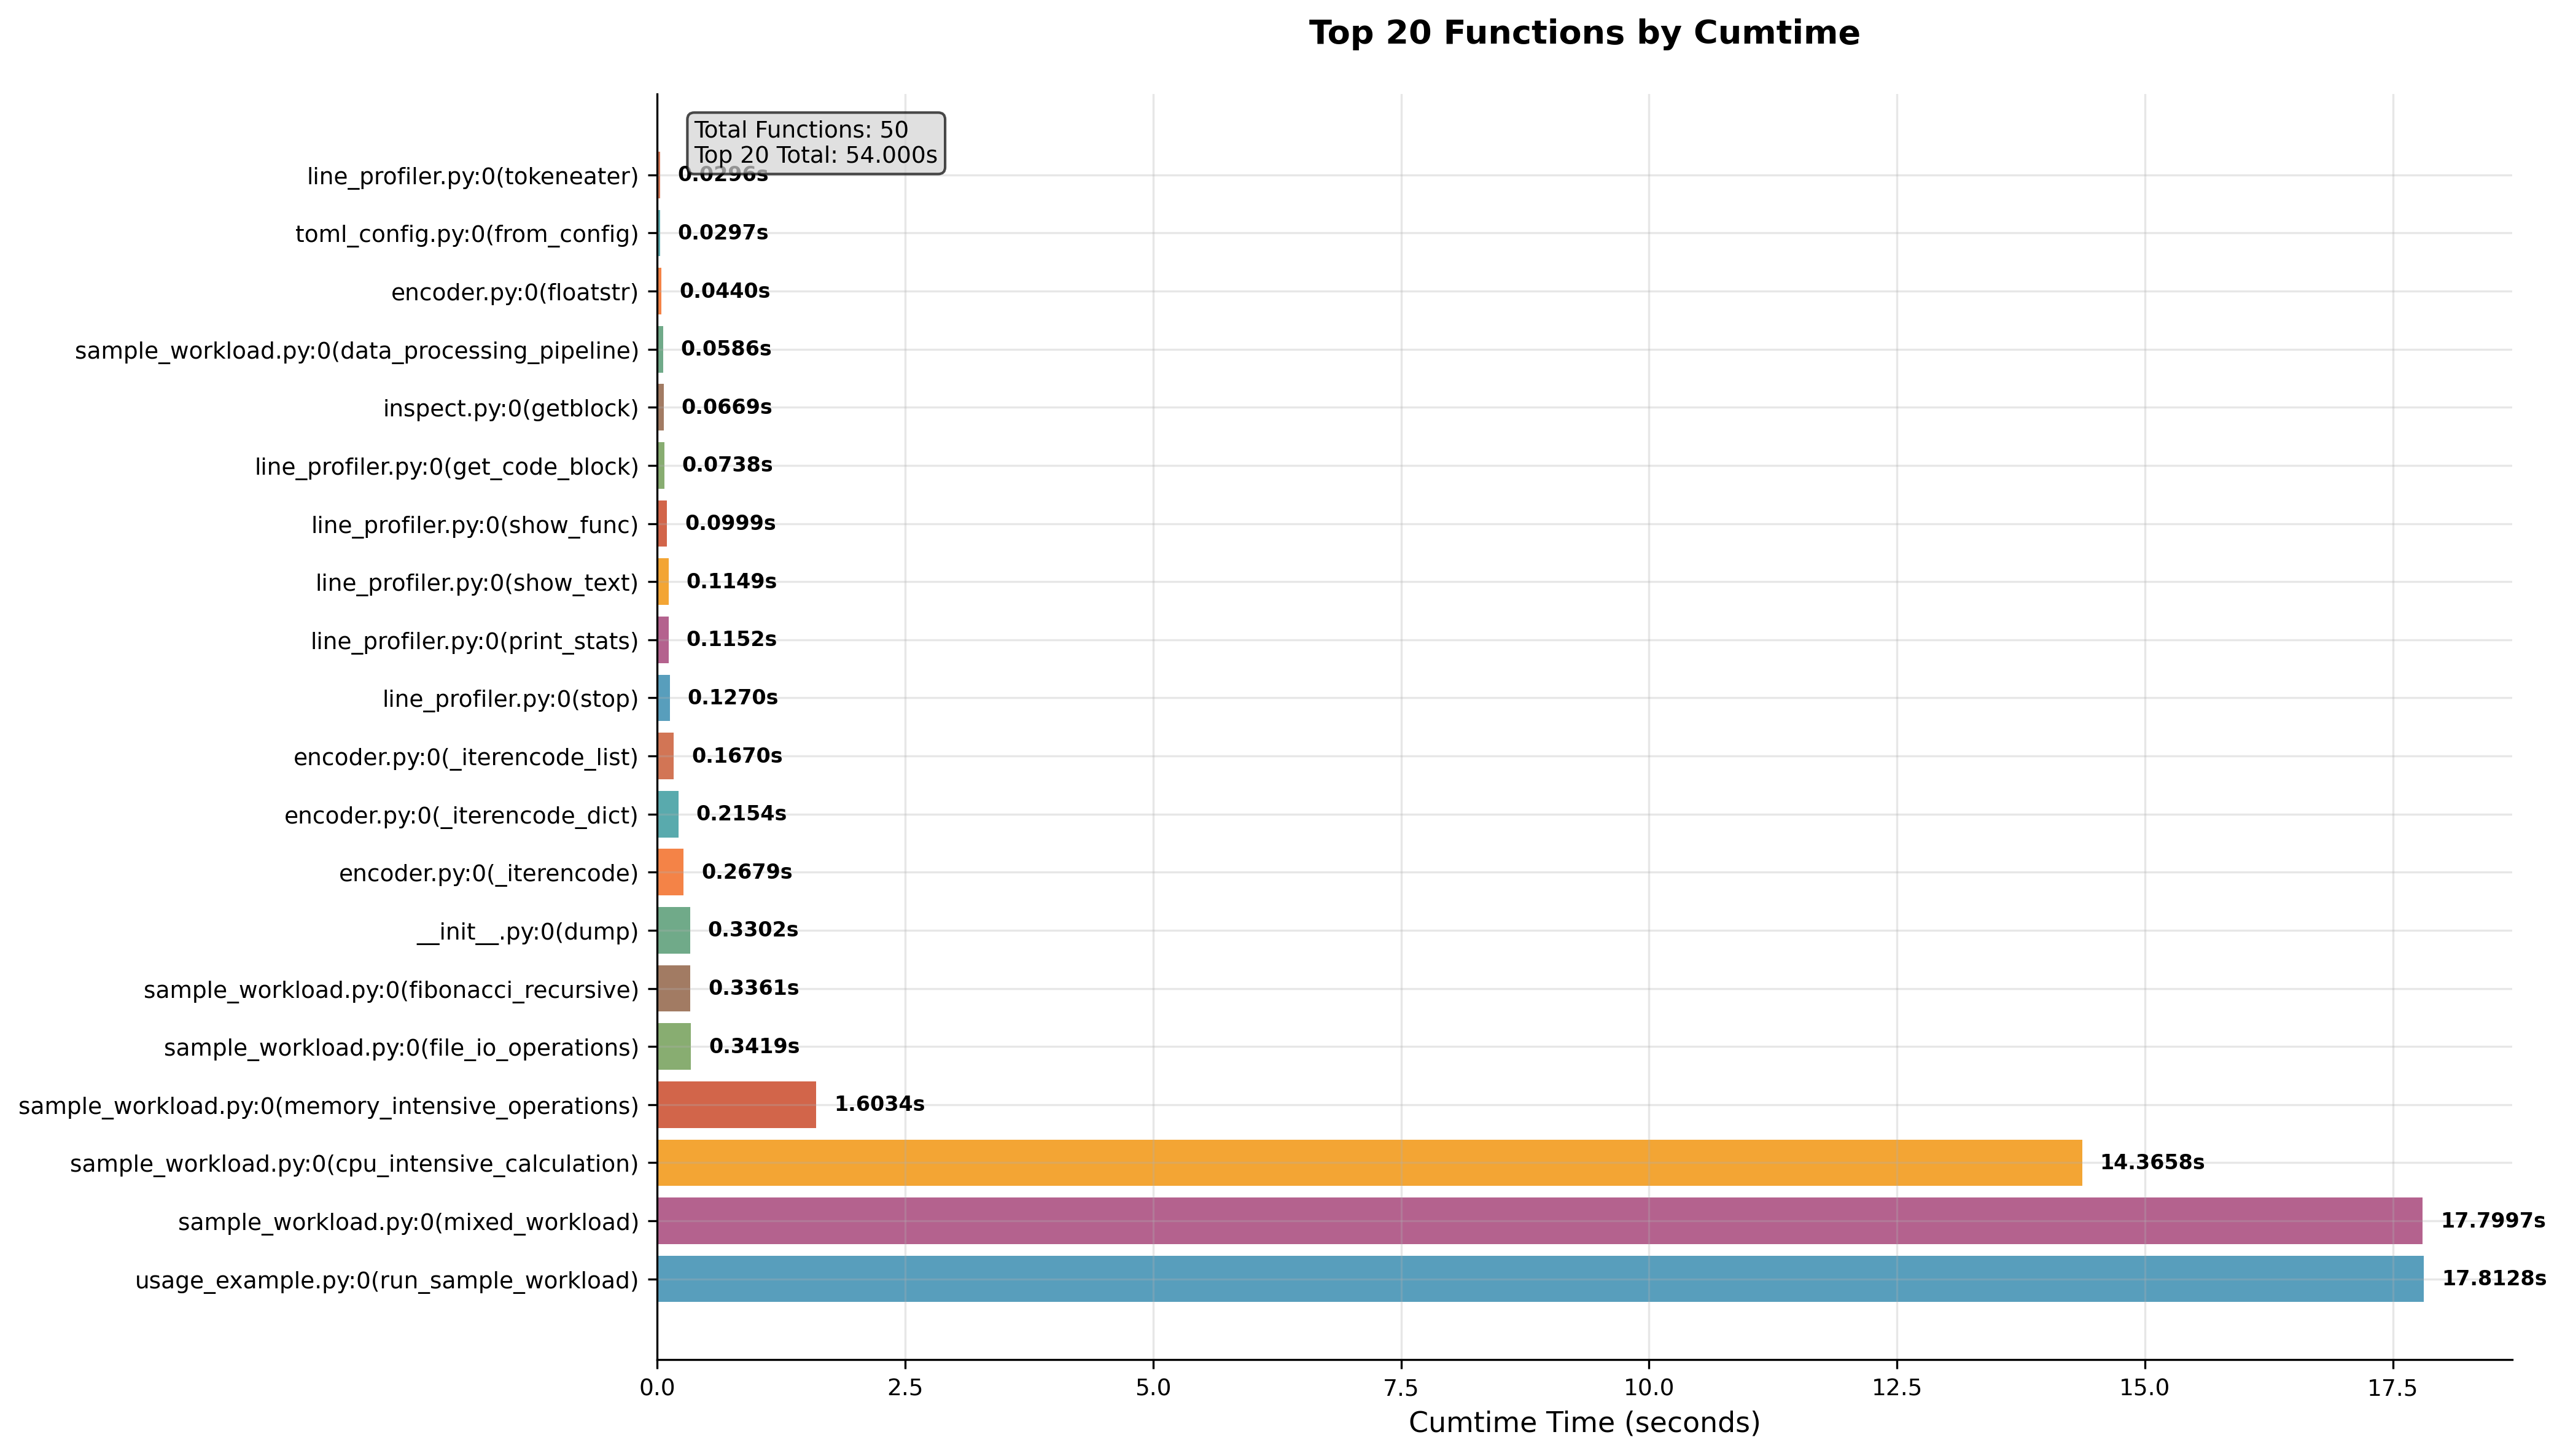 Top 20 Functions by Cumtime
Total Functions: 50
Top 20 Total: 54.000s
line_profiler.py:0(tokeneater) 0.0296s
toml_config.py:0(from_config) 0.0297s
encoder.py:0(floatstr) 0.0440s
sample_workload.py:0(data_processing_pipeline) 0.0586s
inspect.py:0(getblock) 0.0669s
line_profiler.py:0(get_code_block) 0.0738s
line_profiler.py:0(show_func) 0.0999s
line_profiler.py:0(show_text) 0.1149s
line_profiler.py:0(print_stats) 0.1152s
line_profiler.py:0(stop) 0.1270s
encoder.py:0(_iterencode_list) 0.1670s
encoder.py:0(_iterencode_dict) 0.2154s
encoder.py:0(_iterencode) 0.2679s
__init__.py:0(dump) 0.3302s
sample_workload.py:0(fibonacci_recursive) 0.3361s
sample_workload.py:0(file_io_operations) 0.3419s
sample_workload.py:0(memory_intensive_operations) 1.6034s
sample_workload.py:0(cpu_intensive_calculation) 14.3658s
sample_workload.py:0(mixed_workload) 17.7997s
usage_example.py:0(run_sample_workload) 17.8128s
0.0 2.5 5.0 7.5 10.0 12.5 15.0 17.5
Cumtime Time (seconds)